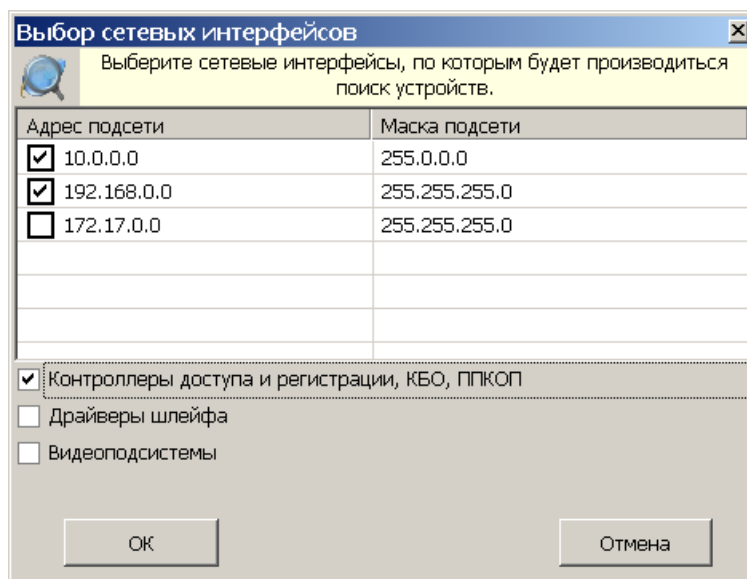 Выбор сетевых интерфейсов
Выберите сетевые интерфейсы, по которым будет производиться
поиск устройств.
Адрес подсети Маска подсети
10.0.0.0 255.0.0.0
192.168.0.0 255.255.255.0
172.17.0.0 255.255.255.0
Контроллеры доступа и регистрации, КБО, ППКОП
Драйверы шлейфа
Видеоподсистемы
ОК Отмена